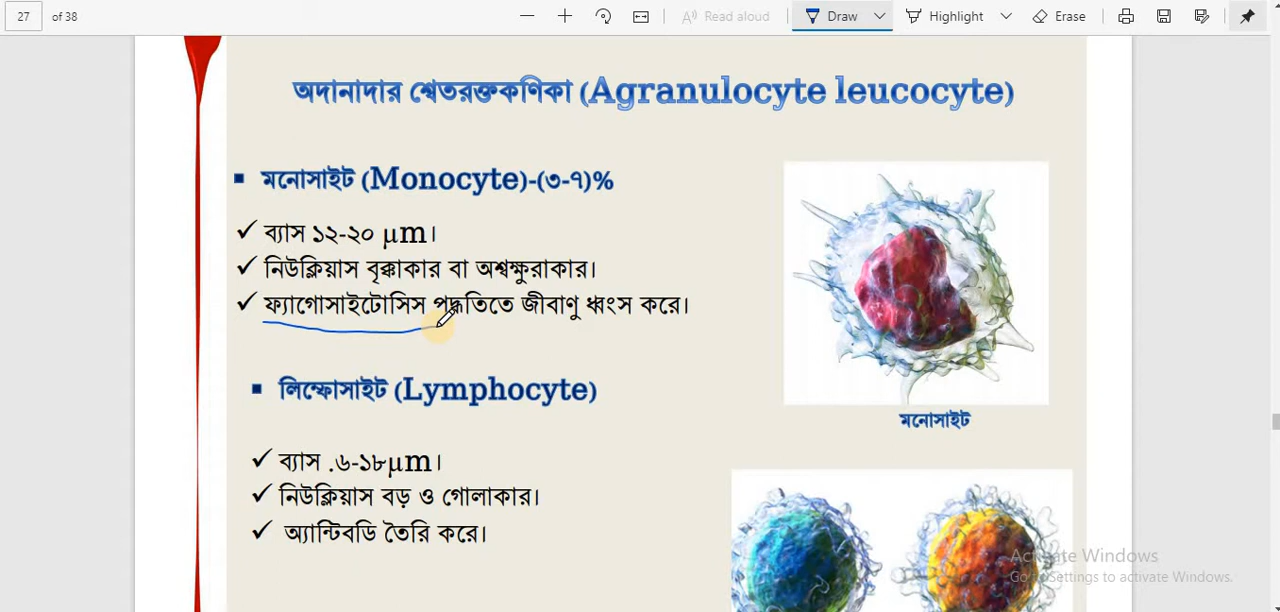 27 of 38
Read aloud
Draw
Highlight
Erase
অদানাদার শ্বেতরক্তকণিকা (Agranulocyte leucocyte)
▪ মনোসাইট (Monocyte)-(৩-৭)%
✓ ব্যাস ১২-২০ µm।
✓ নিউক্লিয়াস বৃক্কাকার বা অশ্বক্ষুরাকার।
✓ ফ্যাগোসাইটোসিস পদ্ধতিতে জীবাণু ধ্বংস করে।
মনোসাইট
▪ লিম্ফোসাইট (Lymphocyte)
✓ ব্যাস .৬-১৮µm।
✓ নিউক্লিয়াস বড় ও গোলাকার।
✓ অ্যান্টিবডি তৈরি করে।
Activate Windows
Go to Settings to activate Windows.